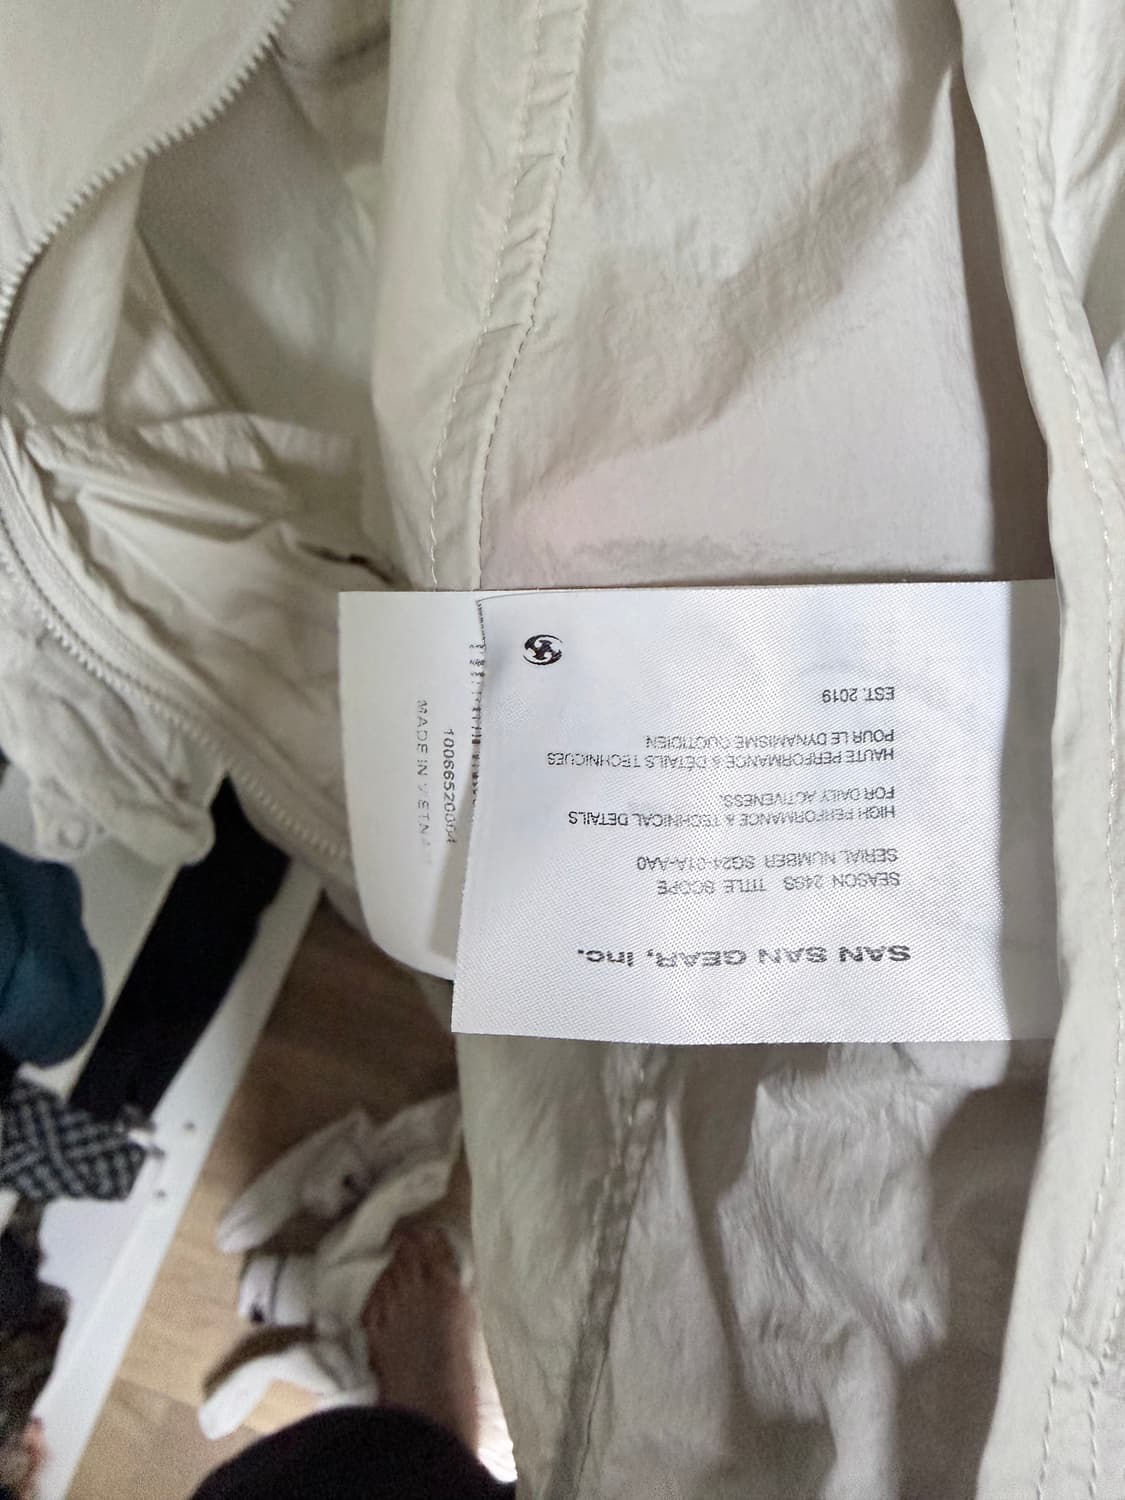 SAN SAN GEAR, Inc.
SEASON 24SS TITLE SCOPE
SERIAL NUMBER SG24-01A-AA0
HIGH PERFORMANCE & TECHNICAL DETAILS
FOR DAILY ACTIVENESS.
HAUTE PERFORMANCE & DÉTAILS TECHNIQUES
POUR LE DYNAMISME QUOTIDIEN
EST. 2019
MADE IN VIETNAM